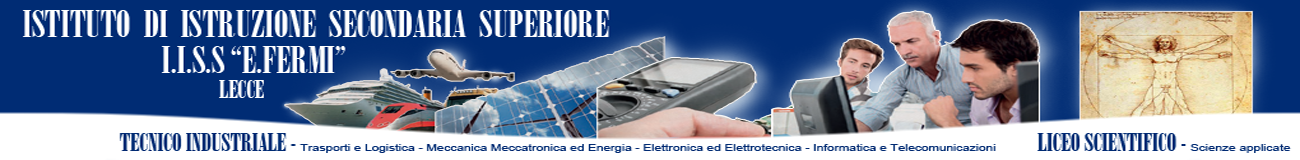 ISTITUTO DI ISTRUZIONE SECONDARIA SUPERIORE
I.I.S.S "E.FERMI"
LECCE
TECNICO INDUSTRIALE - Trasporti e Logistica - Meccanica Meccatronica ed Energia - Elettronica ed Elettrotecnica - Informatica e Telecomunicazioni LICEO SCIENTIFICO - Scienze applicate